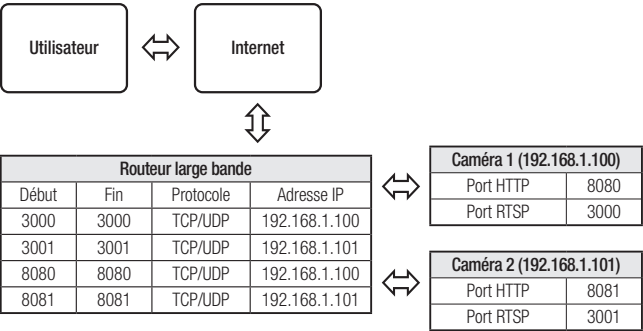 Utilisateur
Internet
Routeur large bande
Début Fin Protocole Adresse IP
3000 3000 TCP/UDP 192.168.1.100
3001 3001 TCP/UDP 192.168.1.101
8080 8080 TCP/UDP 192.168.1.100
8081 8081 TCP/UDP 192.168.1.101
Caméra 1 (192.168.1.100)
Port HTTP 8080
Port RTSP 3000
Caméra 2 (192.168.1.101)
Port HTTP 8081
Port RTSP 3001